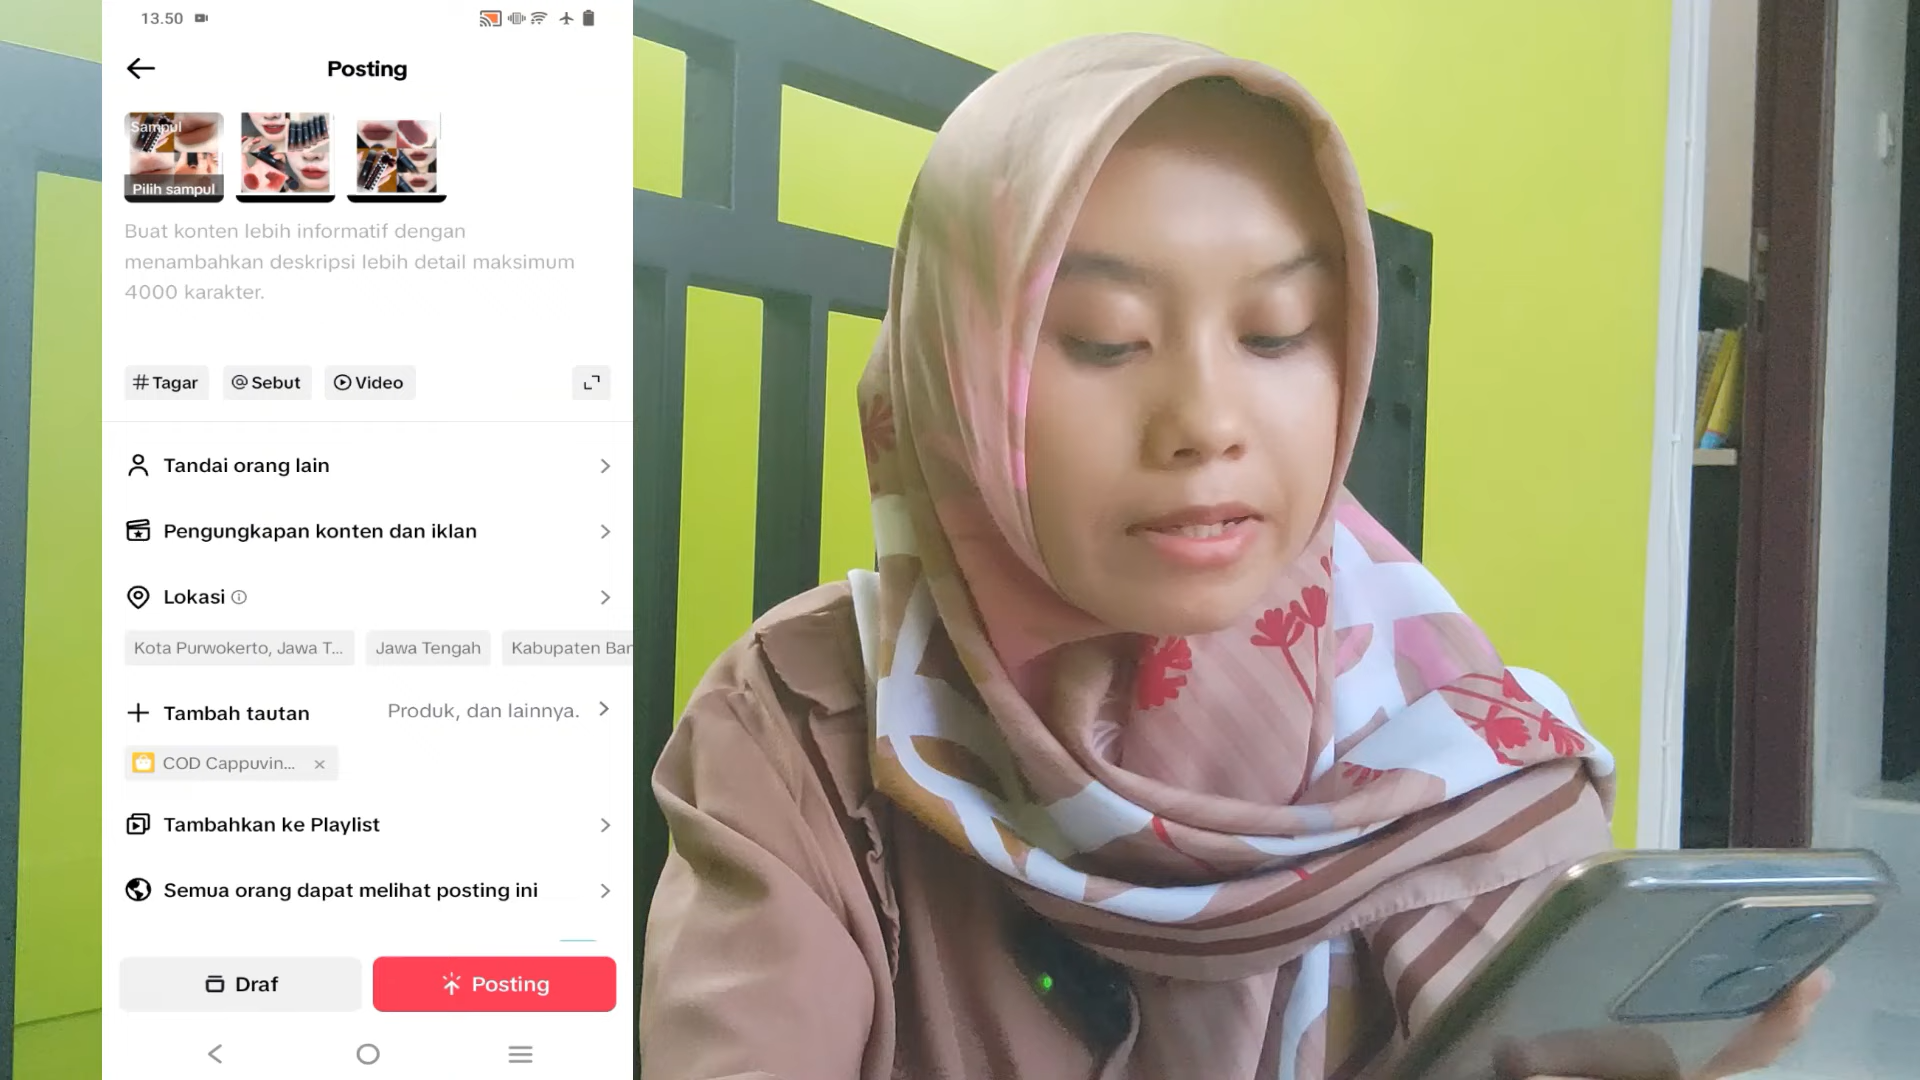 13.50
Posting
Sampul
Pilih sampul
Buat konten lebih informatif dengan
menambahkan deskripsi lebih detail maksimum
4000 karakter.
# Tagar
@ Sebut
Video
Tandai orang lain
Pengungkapan konten dan iklan
Lokasi
Kota Purwokerto, Jawa T...
Jawa Tengah
Kabupaten Bar
Tambah tautan
Produk, dan lainnya.
COD Cappuvin...
Tambahkan ke Playlist
Semua orang dapat melihat posting ini
Draf
Posting